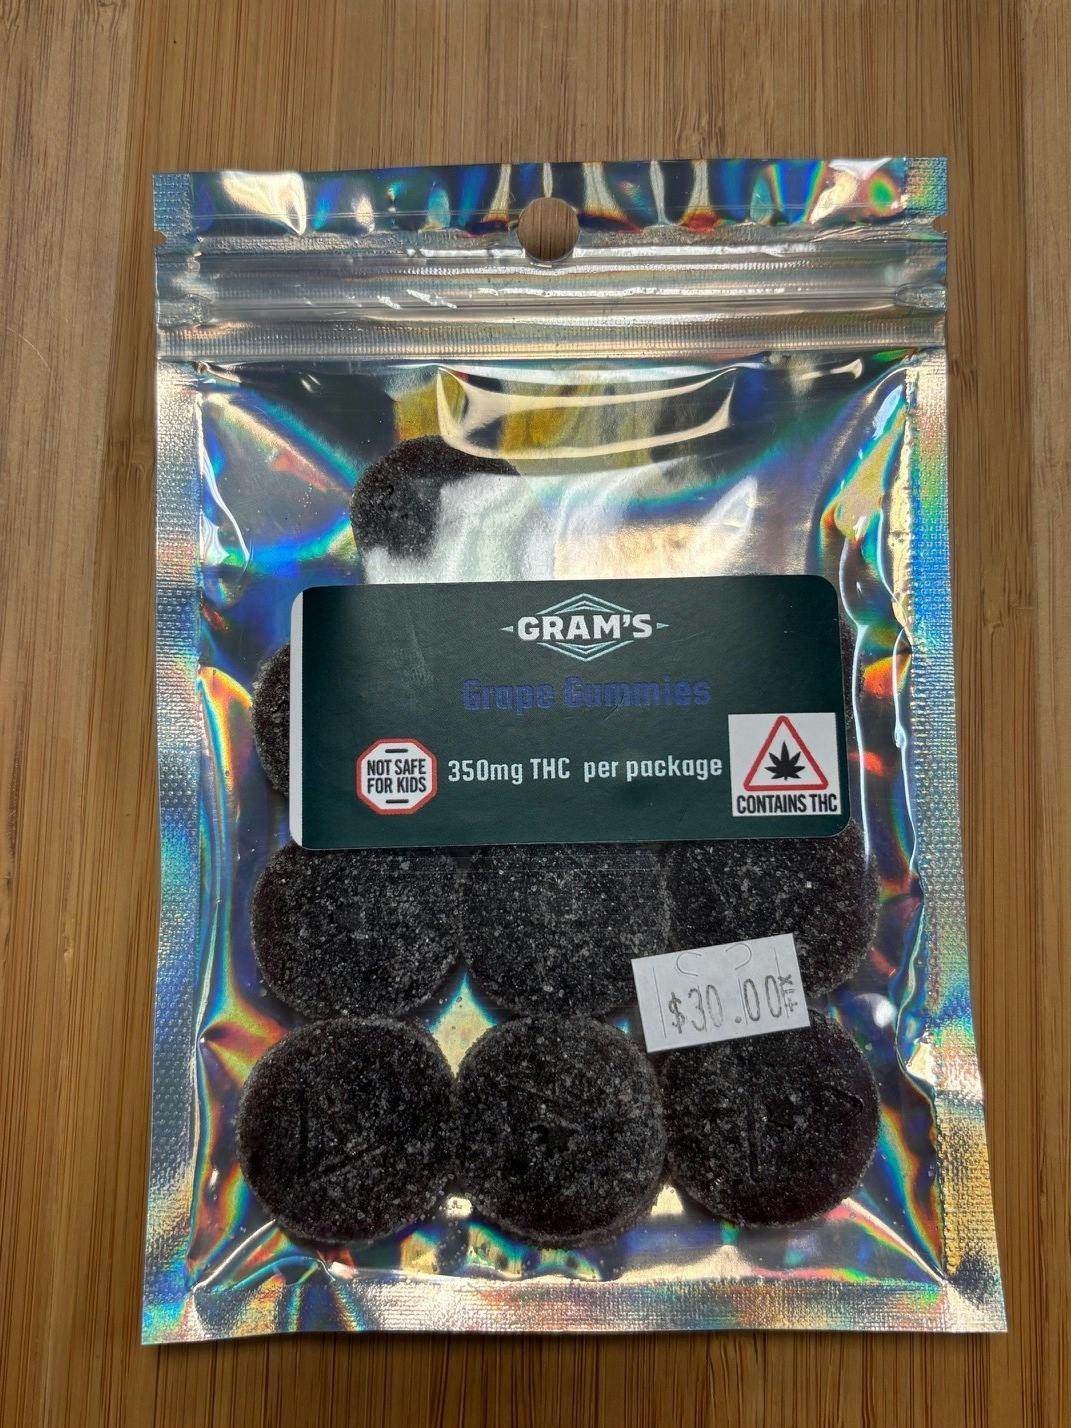 GRAM'S
Grape Gummies
NOT SAFE
FOR KIDS
350mg THC per package
CONTAINS THC
$30.00